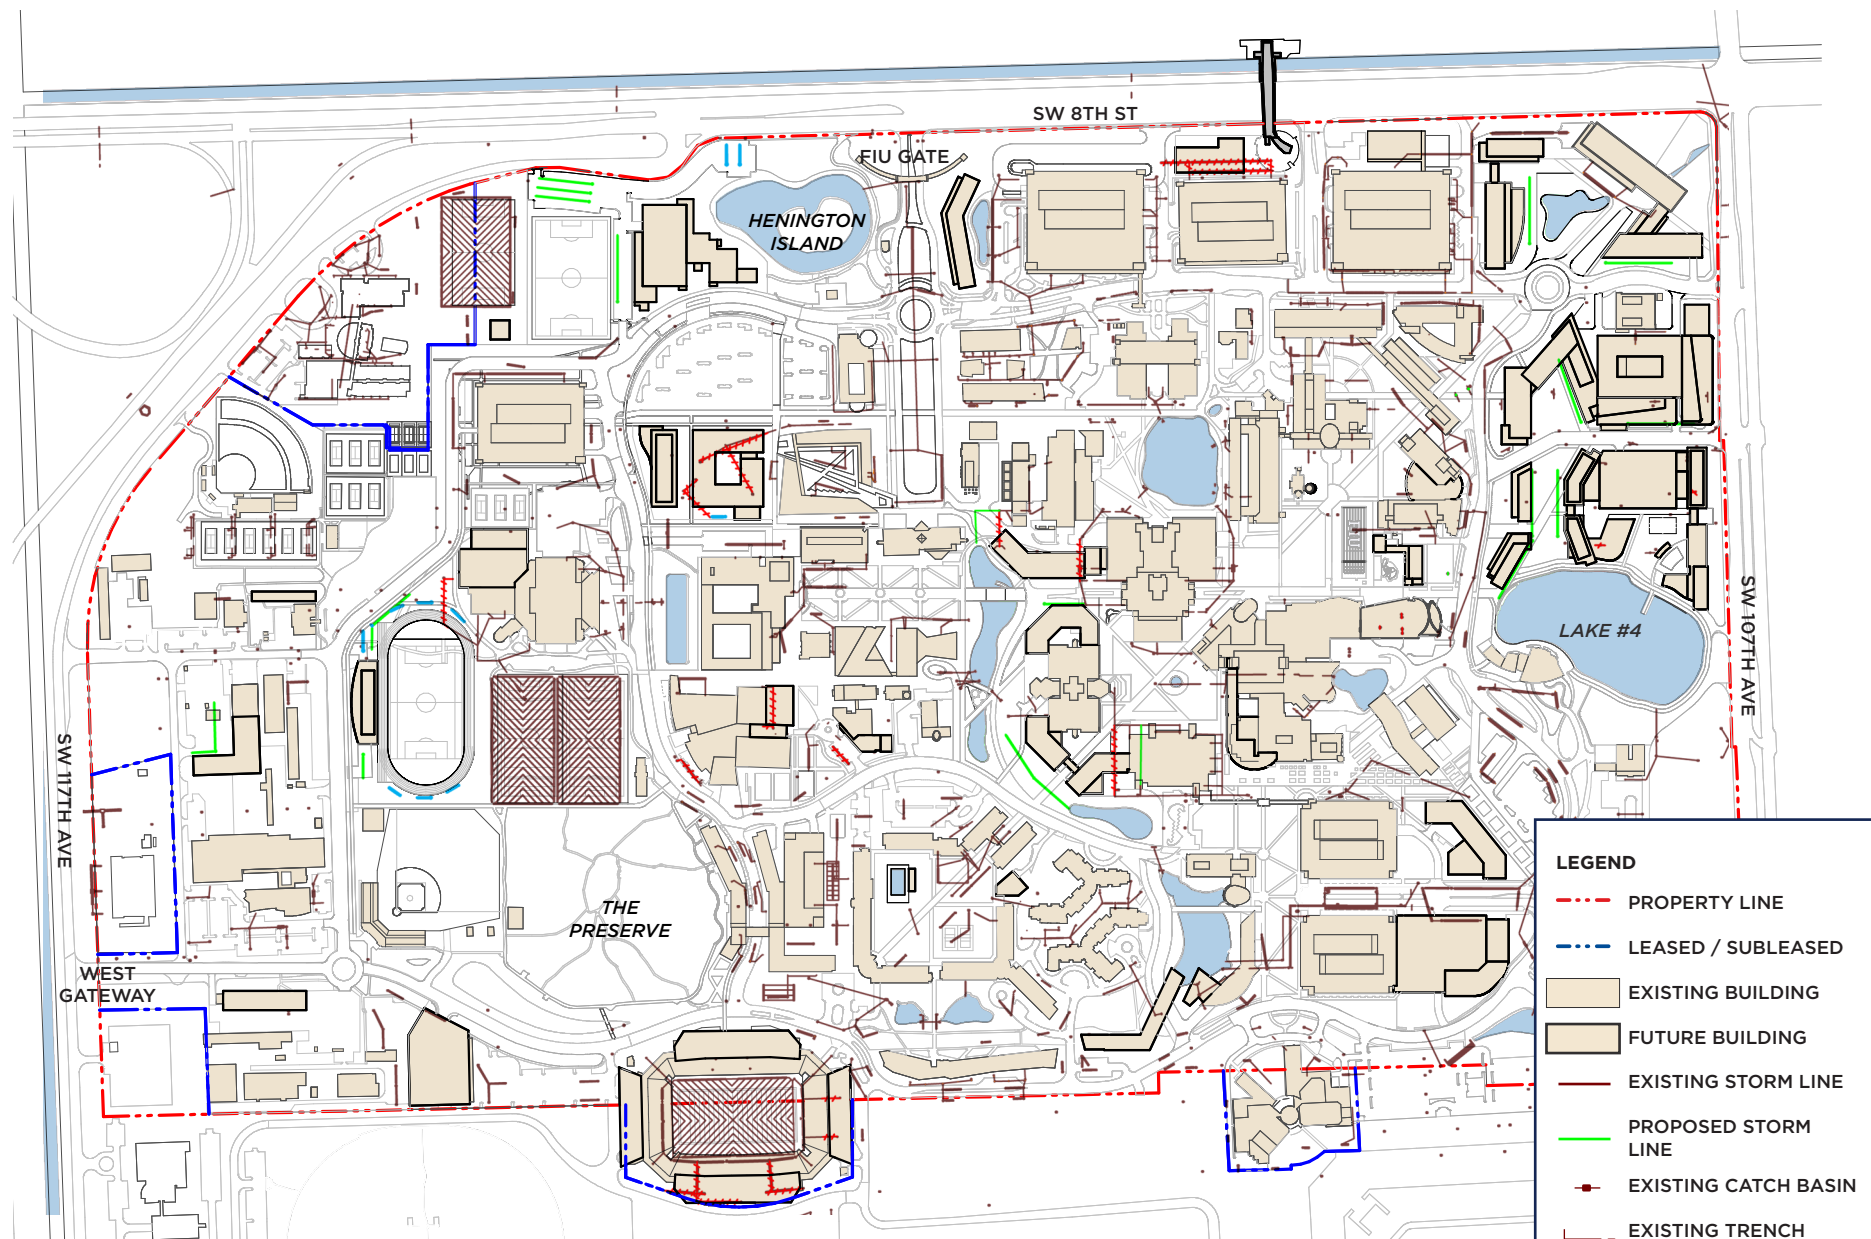 SW 8TH ST
FIU GATE
HENINGTON
ISLAND
LAKE #4
SW 107TH AVE
SW 117TH AVE
THE
PRESERVE
WEST
GATEWAY
LEGEND
PROPERTY LINE
LEASED / SUBLEASED
EXISTING BUILDING
FUTURE BUILDING
EXISTING STORM LINE
PROPOSED STORM
LINE
EXISTING CATCH BASIN
EXISTING TRENCH